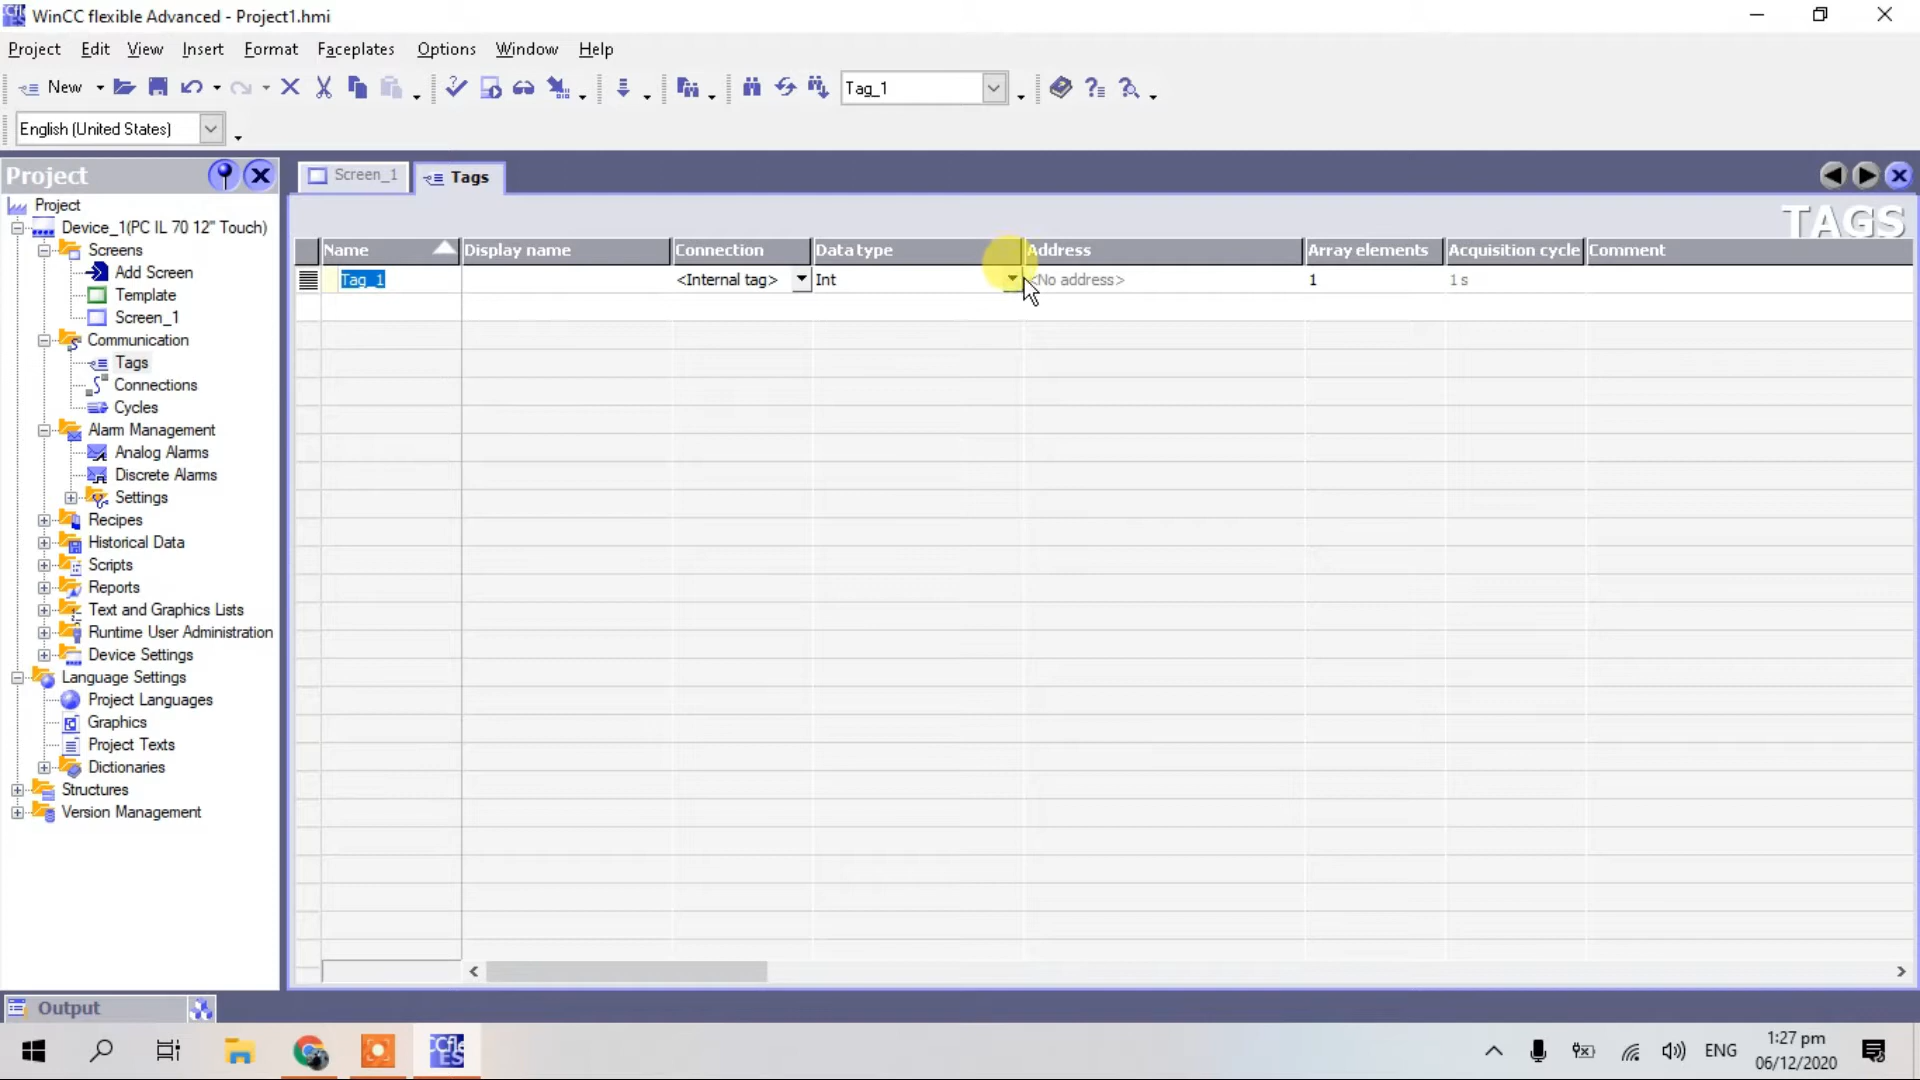 WinCC flexible Advanced - Project1.hmi
Project Edit View Insert Format Faceplates Options Window Help
New Tag_1
English (United States)
Project
Screen_1 Tags
TAGS
Project
Device_1(PC IL 70 12" Touch)
Screens
Add Screen
Template
Screen_1
Communication
Tags
Connections
Cycles
Alarm Management
Analog Alarms
Discrete Alarms
Settings
Recipes
Historical Data
Scripts
Reports
Text and Graphics Lists
Runtime User Administration
Device Settings
Language Settings
Project Languages
Graphics
Project Texts
Dictionaries
Structures
Version Management
Name Display name Connection Data type Address Array elements Acquisition cycle Comment
Tag_1 <Internal tag> Int <No address> 1 1 s
Output
ENG
1:27 pm
06/12/2020